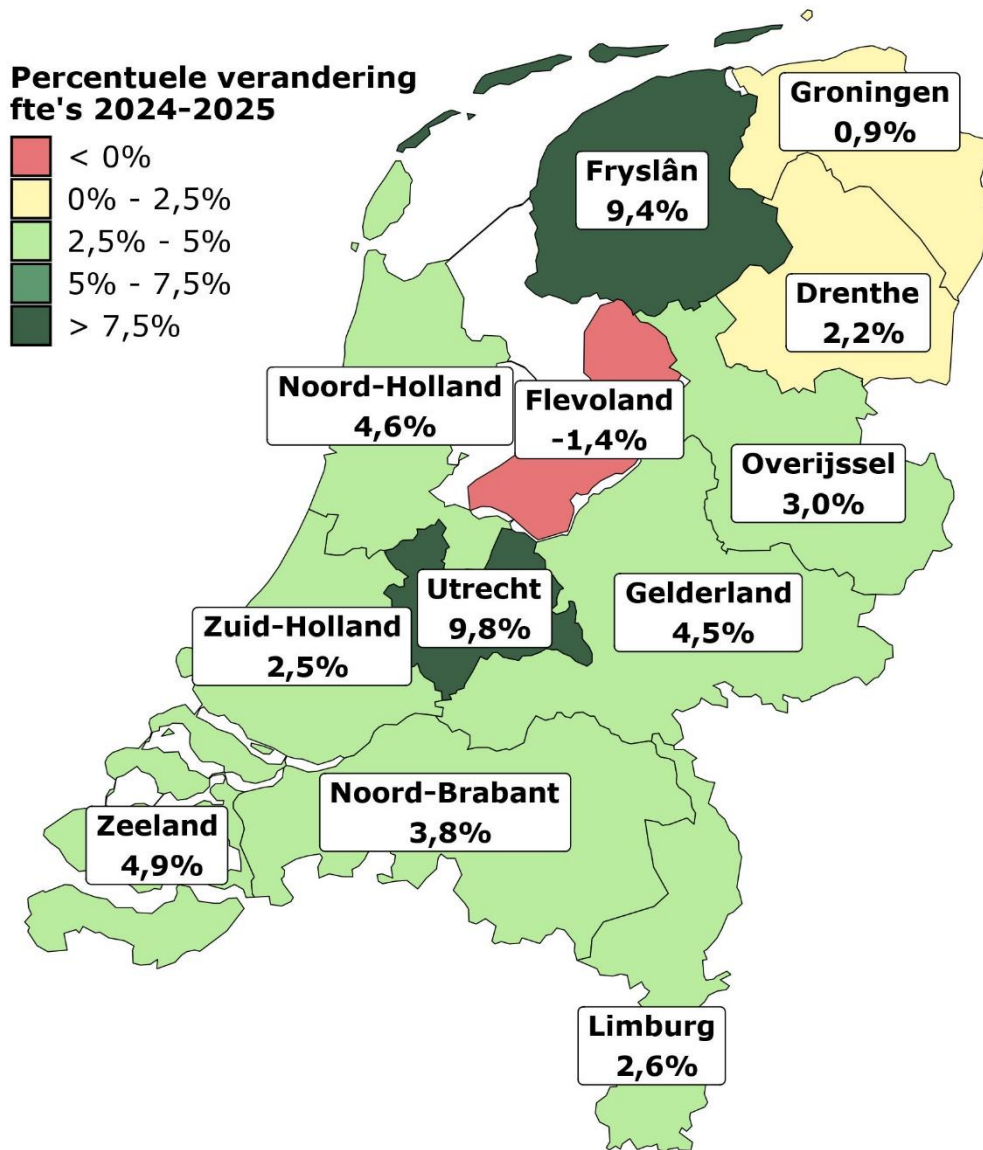 Percentuele verandering
fte's 2024-2025
< 0%
0% - 2,5%
2,5% - 5%
5% - 7,5%
> 7,5%
Groningen
0,9%
Fryslân
9,4%
Drenthe
2,2%
Noord-Holland
4,6%
Flevoland
-1,4%
Overijssel
3,0%
Utrecht
9,8%
Gelderland
4,5%
Zuid-Holland
2,5%
Noord-Brabant
3,8%
Zeeland
4,9%
Limburg
2,6%